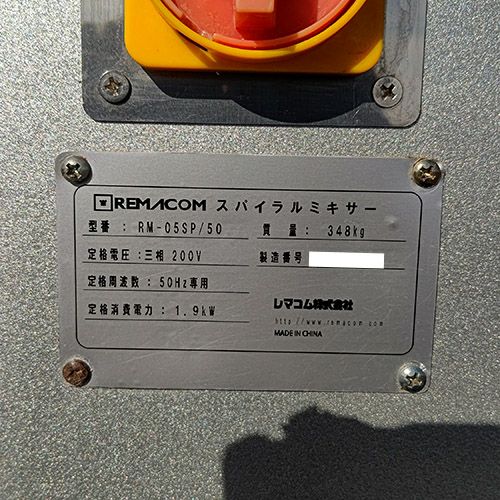 REMACOM スパイラルミキサー
型番: RM-05SP/50 質量: 348kg
定格電圧:三相 200V 製造番号
定格周波数: 50Hz専用
定格消費電力: 1.9kW
レマコム株式会社
http://www.remacom.com
MADE IN CHINA